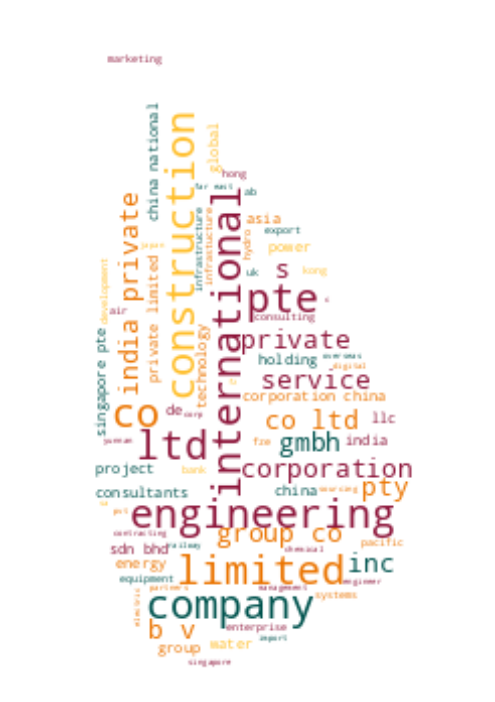 marketing
china national
construction
global
hong
far east
ab
india private
international
infrastructure
asia
export
hydro
power
private limited
development
uk
s
kong
air
pte
consulting
singapore pte
technology
private
holding
overseas
digital
service
corporation china
co
de
corp
co ltd
llc
ltd
yunnan
fze
gmbh
india
project
bank
corporation
consultants
china
sourcing
pty
pvt
engineering
contracting
group co
pacific
sdn bhd
railway
chemical
energy
limited
inc
equipment
partners
management
engineer
systems
electric
company
b v
enterprise
import
group
water
singapore